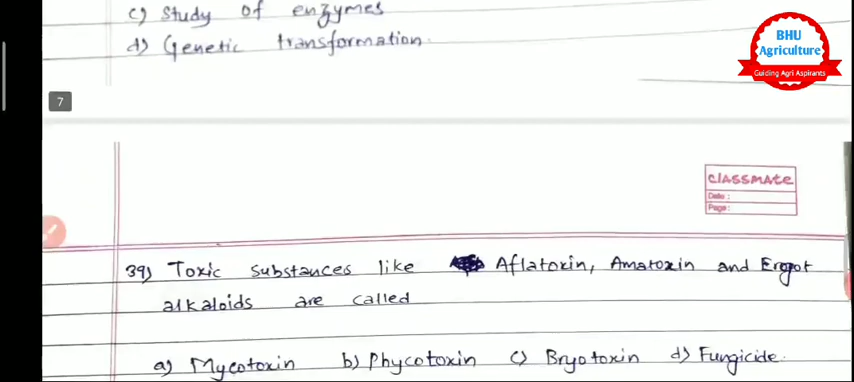 c) Study of enzymes
d) Genetic transformation.
BHU
Agriculture
Guiding Agri Aspirants
7
CLASSMATE
Date :
Page :
39) Toxic substances like Aflatoxin, Amatoxin and Ergot
alkaloids are called
a) Mycotoxin b) Phycotoxin c) Bryotoxin d) Fungicide.